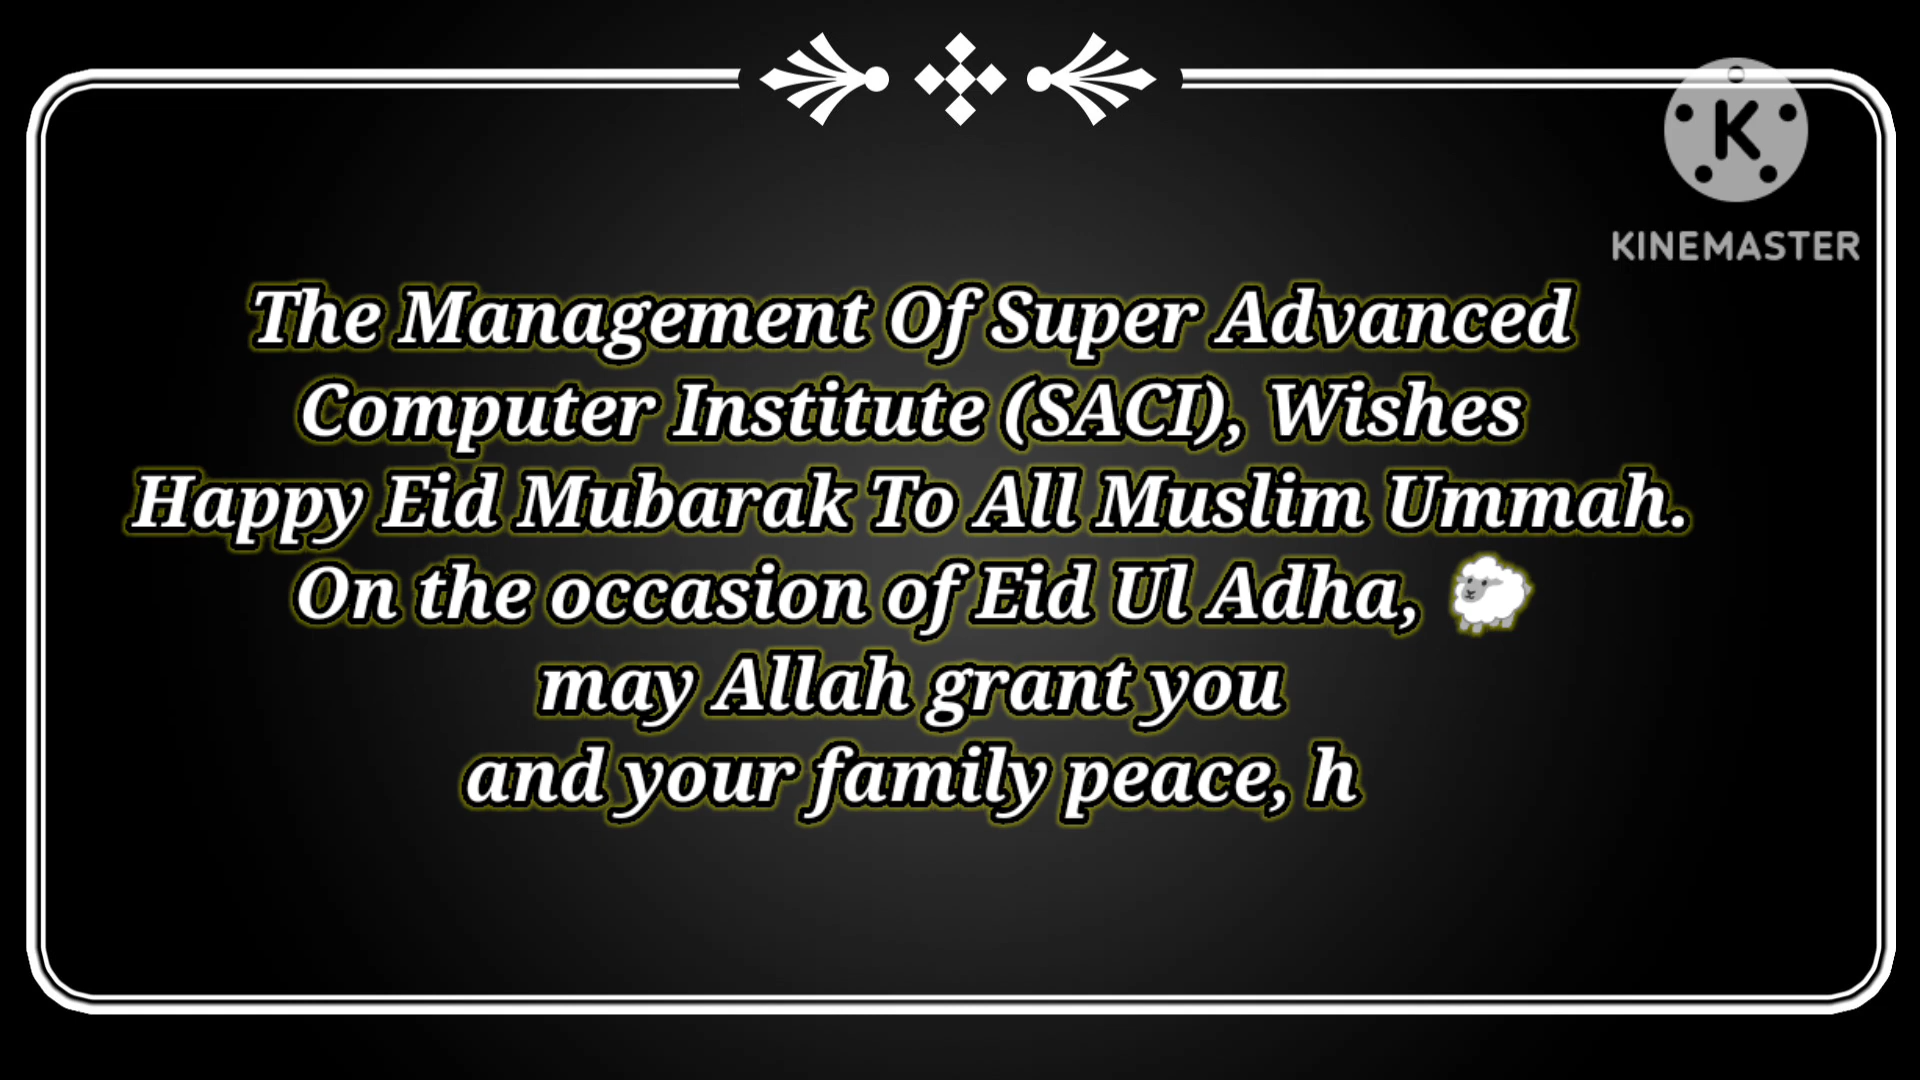 K
KINEMASTER
The Management Of Super Advanced
Computer Institute (SACI), Wishes
Happy Eid Mubarak To All Muslim Ummah.
On the occasion of Eid Ul Adha, 🐑
may Allah grant you
and your family peace, h